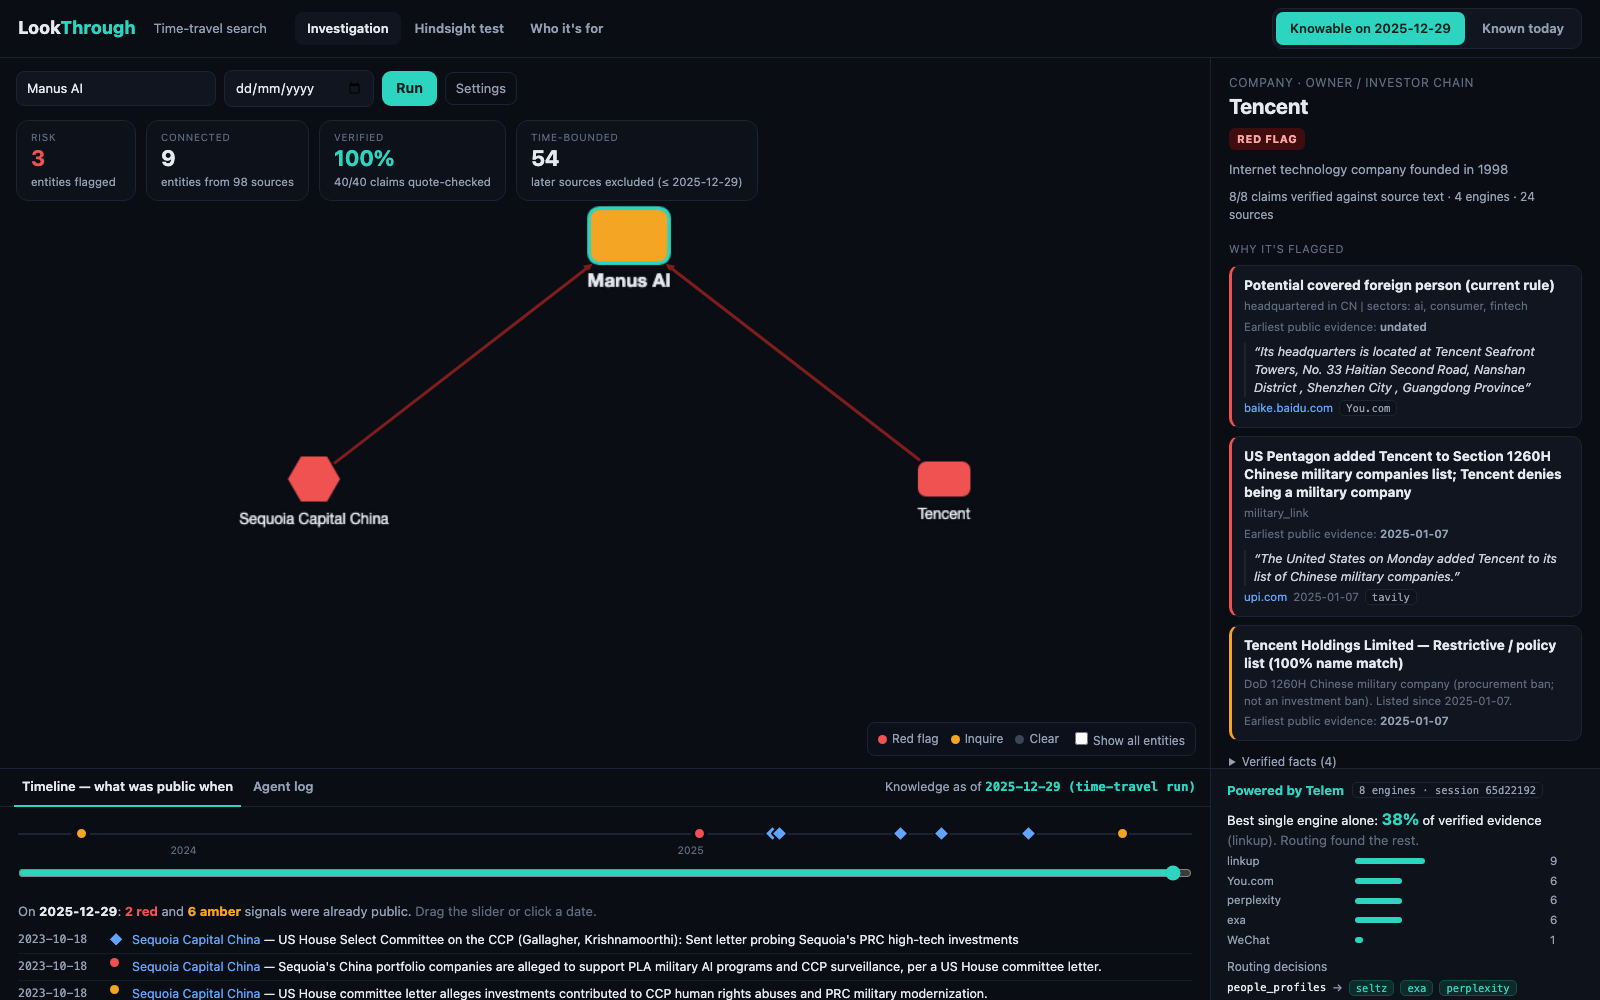 LookThrough Time-travel search Investigation Hindsight test Who it's for Knowable on 2025-12-29 Known today
Manus AI dd/mm/yyyy Run Settings
RISK
3
entities flagged
CONNECTED
9
entities from 98 sources
VERIFIED
100%
40/40 claims quote-checked
TIME-BOUNDED
54
later sources excluded (≤ 2025-12-29)
Manus AI
Sequoia Capital China
Tencent
Red flag Inquire Clear Show all entities
COMPANY · OWNER / INVESTOR CHAIN
Tencent
RED FLAG
Internet technology company founded in 1998
8/8 claims verified against source text · 4 engines · 24
sources
WHY IT'S FLAGGED
Potential covered foreign person (current rule)
headquartered in CN | sectors: ai, consumer, fintech
Earliest public evidence: undated
“Its headquarters is located at Tencent Seafront
Towers, No. 33 Haitian Second Road, Nanshan
District , Shenzhen City , Guangdong Province”
baike.baidu.com You.com
US Pentagon added Tencent to Section 1260H
Chinese military companies list; Tencent denies
being a military company
military_link
Earliest public evidence: 2025-01-07
“The United States on Monday added Tencent to its
list of Chinese military companies.”
upi.com 2025-01-07 tavily
Tencent Holdings Limited — Restrictive / policy
list (100% name match)
DoD 1260H Chinese military company (procurement ban;
not an investment ban). Listed since 2025-01-07.
Earliest public evidence: 2025-01-07
▶ Verified facts (4)
Timeline — what was public when Agent log Knowledge as of 2025-12-29 (time-travel run)
2024 2025
On 2025-12-29: 2 red and 6 amber signals were already public. Drag the slider or click a date.
2023-10-18 Sequoia Capital China — US House Select Committee on the CCP (Gallagher, Krishnamoorthi): Sent letter probing Sequoia's PRC high-tech investments
2023-10-18 Sequoia Capital China — Sequoia's China portfolio companies are alleged to support PLA military AI programs and CCP surveillance, per a US House committee letter.
2023-10-18 Sequoia Capital China — US House committee letter alleges investments contributed to CCP human rights abuses and PRC military modernization.
Powered by Telem 8 engines · session 65d22192
Best single engine alone: 38% of verified evidence
(linkup). Routing found the rest.
linkup 9
You.com 6
perplexity 6
exa 6
WeChat 1
Routing decisions
people_profiles → seltz exa perplexity